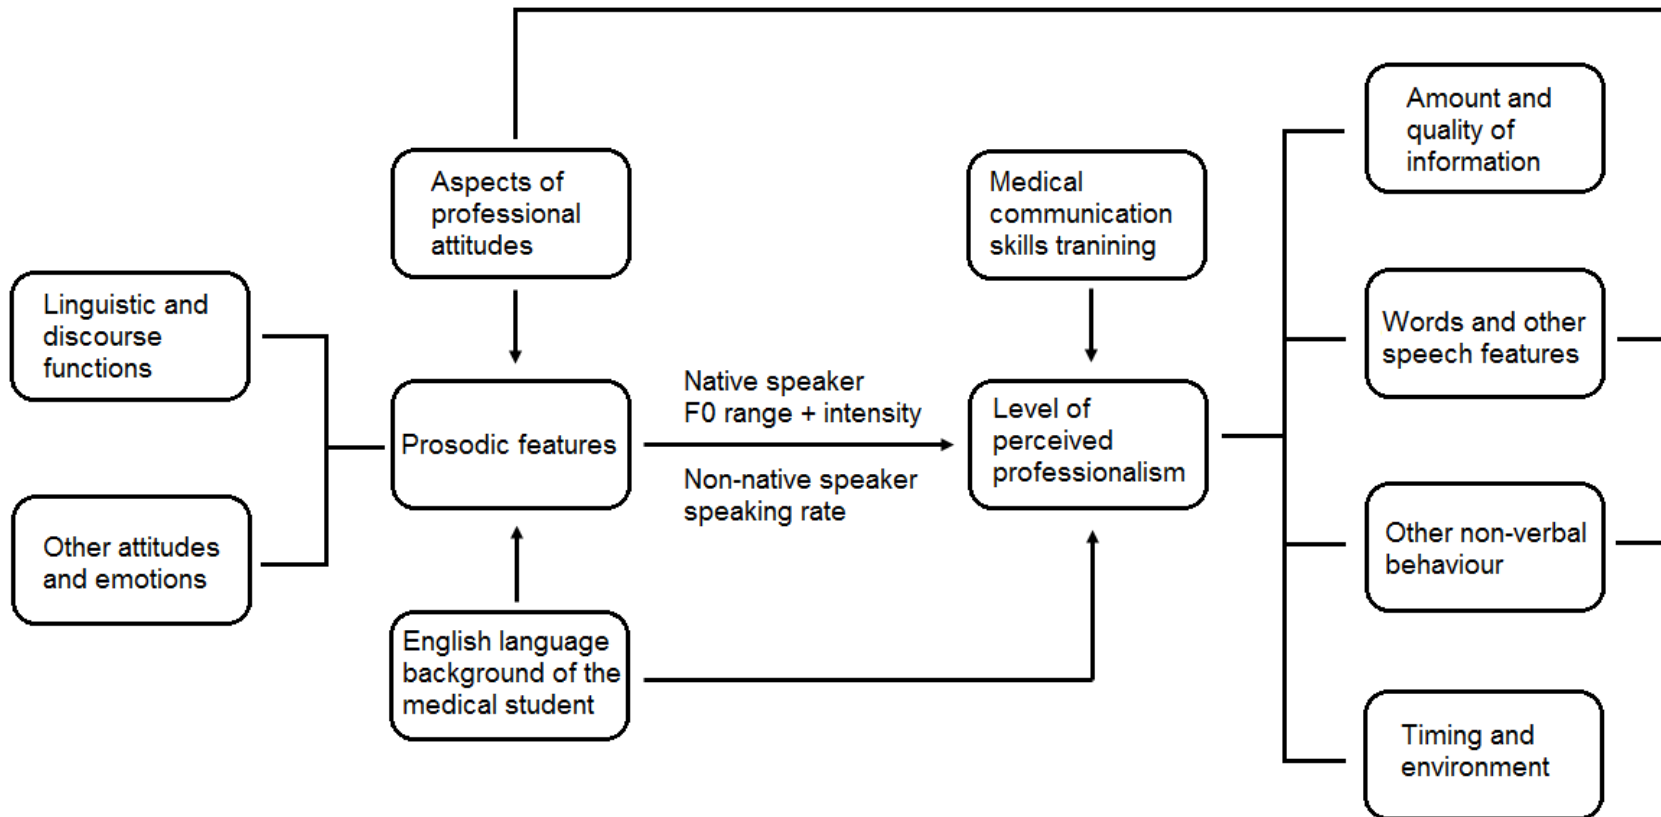 Amount and
quality of
information
Aspects of
professional
attitudes
Medical
communication
skills tranining
Linguistic and
discourse
functions
Words and other
speech features
Native speaker
F0 range + intensity
Prosodic features
Level of
perceived
professionalism
Non-native speaker
speaking rate
Other attitudes
and emotions
Other non-verbal
behaviour
English language
background of the
medical student
Timing and
environment